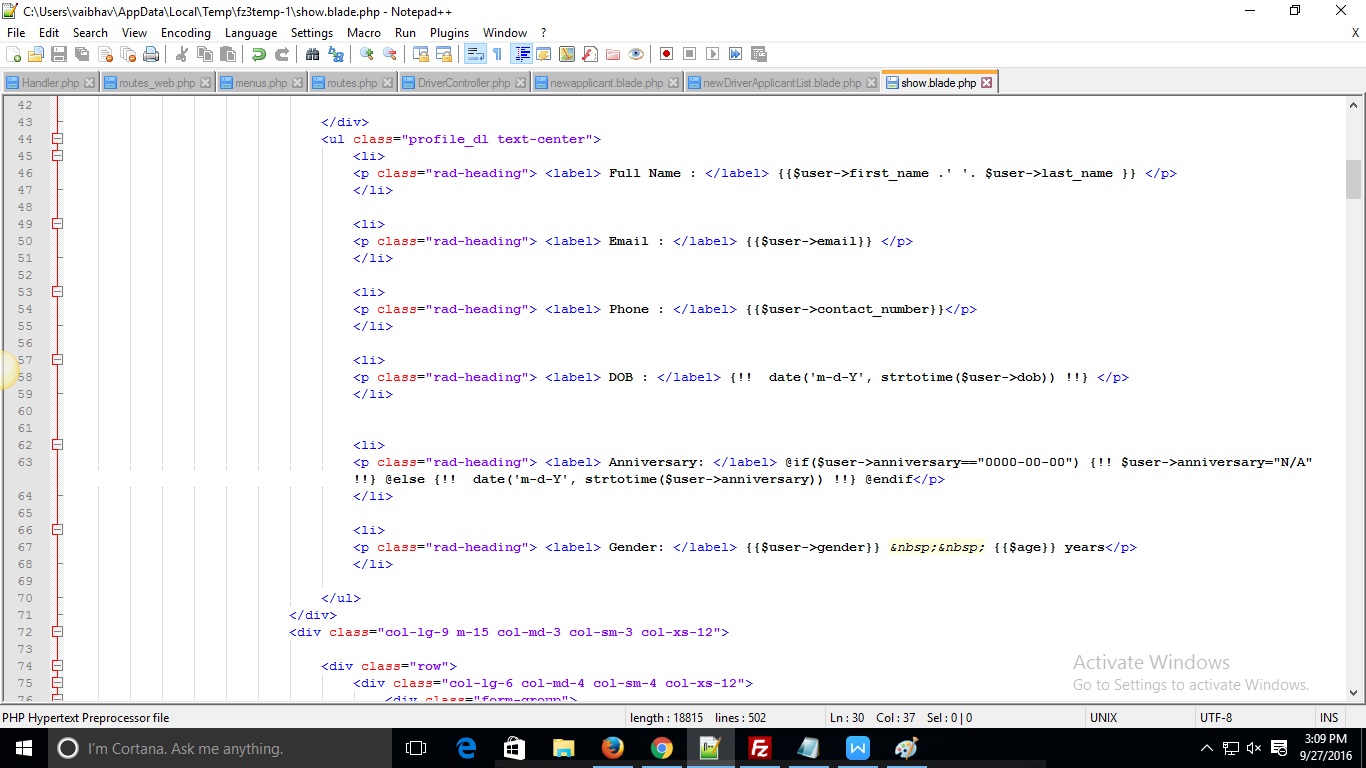 C:\Users\vaibhav\AppData\Local\Temp\fz3temp-1\show.blade.php - Notepad++
File Edit Search View Encoding Language Settings Macro Run Plugins Window ? X
Handler.php routes_web.php menus.php routes.php DriverController.php newapplicant.blade.php newDriverApplicantList.blade.php show.blade.php
42
43 </div>
44 <ul class="profile_dl text-center">
45 <li>
46 <p class="rad-heading"> <label> Full Name : </label> {{$user->first_name .' '. $user->last_name }} </p>
47 </li>
48
49 <li>
50 <p class="rad-heading"> <label> Email : </label> {{$user->email}} </p>
51 </li>
52
53 <li>
54 <p class="rad-heading"> <label> Phone : </label> {{$user->contact_number}}</p>
55 </li>
56
57 <li>
58 <p class="rad-heading"> <label> DOB : </label> {!!  date('m-d-Y', strtotime($user->dob)) !!} </p>
59 </li>
60
61
62 <li>
63 <p class="rad-heading"> <label> Anniversary: </label> @if($user->anniversary=="0000-00-00") {!! $user->anniversary="N/A"
!!} @else {!!  date('m-d-Y', strtotime($user->anniversary)) !!} @endif</p>
64 </li>
65
66 <li>
67 <p class="rad-heading"> <label> Gender: </label> {{$user->gender}} &nbsp;&nbsp; {{$age}} years</p>
68 </li>
69
70 </ul>
71 </div>
72 <div class="col-lg-9 m-15 col-md-3 col-sm-3 col-xs-12">
73
74 <div class="row">
75 <div class="col-lg-6 col-md-4 col-sm-4 col-xs-12">
76 <div class="form-group">
Activate Windows
Go to Settings to activate Windows.
PHP Hypertext Preprocessor file length : 18815 lines : 502 Ln : 30 Col : 37 Sel : 0 | 0 UNIX UTF-8 INS
I'm Cortana. Ask me anything.
3:09 PM
9/27/2016